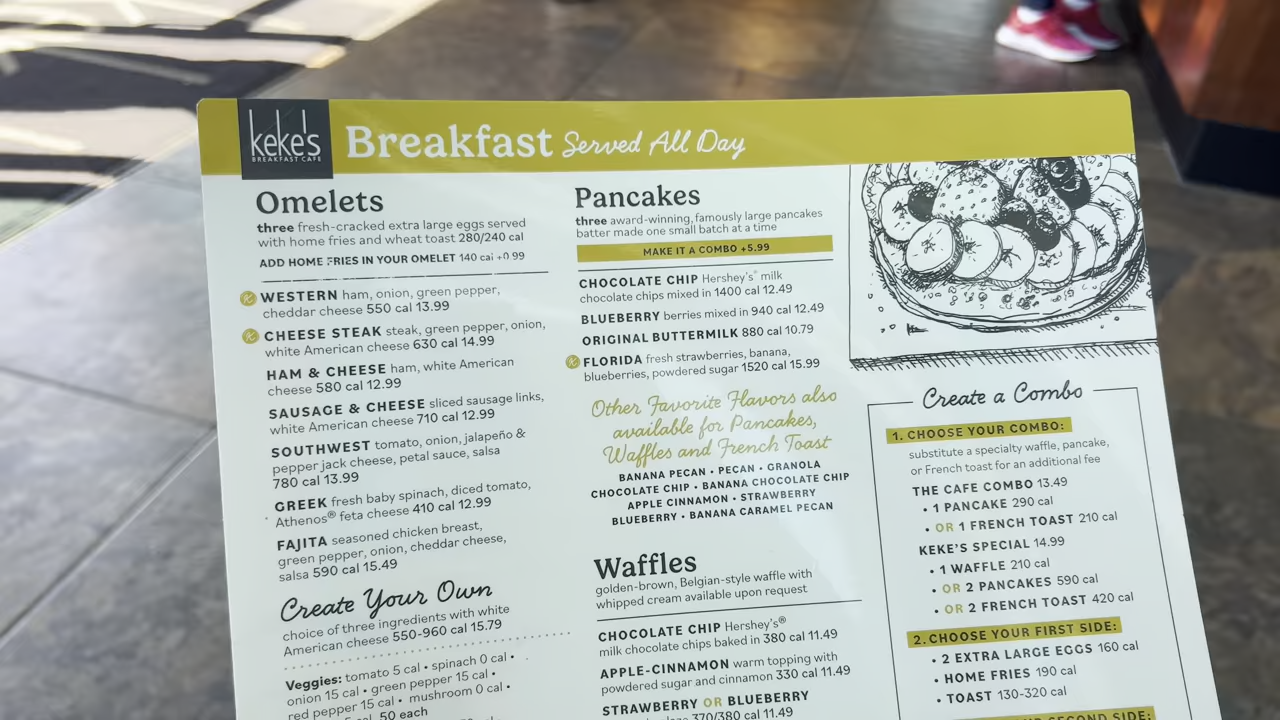 keke's
BREAKFAST CAFE
Breakfast Served All Day
Omelets
three fresh-cracked extra large eggs served
with home fries and wheat toast 280/240 cal
ADD HOME FRIES IN YOUR OMELET 140 cal +0.99
WESTERN ham, onion, green pepper,
cheddar cheese 550 cal 13.99
CHEESE STEAK steak, green pepper, onion,
white American cheese 630 cal 14.99
HAM & CHEESE ham, white American
cheese 580 cal 12.99
SAUSAGE & CHEESE sliced sausage links,
white American cheese 710 cal 12.99
SOUTHWEST tomato, onion, jalapeño &
pepper jack cheese, petal sauce, salsa
780 cal 13.99
GREEK fresh baby spinach, diced tomato,
Athenos® feta cheese 410 cal 12.99
FAJITA seasoned chicken breast,
green pepper, onion, cheddar cheese,
salsa 590 cal 15.49
Create Your Own
choice of three ingredients with white
American cheese 550-960 cal 15.79
Veggies: tomato 5 cal • spinach 0 cal •
onion 15 cal • green pepper 15 cal •
red pepper 15 cal • mushroom 0 cal •
cal 50 each
Pancakes
three award-winning, famously large pancakes
batter made one small batch at a time
MAKE IT A COMBO +5.99
CHOCOLATE CHIP Hershey's® milk
chocolate chips mixed in 1400 cal 12.49
BLUEBERRY berries mixed in 940 cal 12.49
ORIGINAL BUTTERMILK 880 cal 10.79
FLORIDA fresh strawberries, banana,
blueberries, powdered sugar 1520 cal 15.99
Other Favorite Flavors also
available for Pancakes,
Waffles and French Toast
BANANA PECAN • PECAN • GRANOLA
CHOCOLATE CHIP • BANANA CHOCOLATE CHIP
APPLE CINNAMON • STRAWBERRY
BLUEBERRY • BANANA CARAMEL PECAN
Waffles
golden-brown, Belgian-style waffle with
whipped cream available upon request
CHOCOLATE CHIP Hershey's®
milk chocolate chips baked in 380 cal 11.49
APPLE-CINNAMON warm topping with
powdered sugar and cinnamon 330 cal 11.49
STRAWBERRY OR BLUEBERRY
370/380 cal 11.49
Create a Combo
1. CHOOSE YOUR COMBO:
substitute a specialty waffle, pancake,
or French toast for an additional fee
THE CAFE COMBO 13.49
• 1 PANCAKE 290 cal
• OR 1 FRENCH TOAST 210 cal
KEKE'S SPECIAL 14.99
• 1 WAFFLE 210 cal
• OR 2 PANCAKES 590 cal
• OR 2 FRENCH TOAST 420 cal
2. CHOOSE YOUR FIRST SIDE:
• 2 EXTRA LARGE EGGS 160 cal
• HOME FRIES 190 cal
• TOAST 130-320 cal
SECOND SIDE: